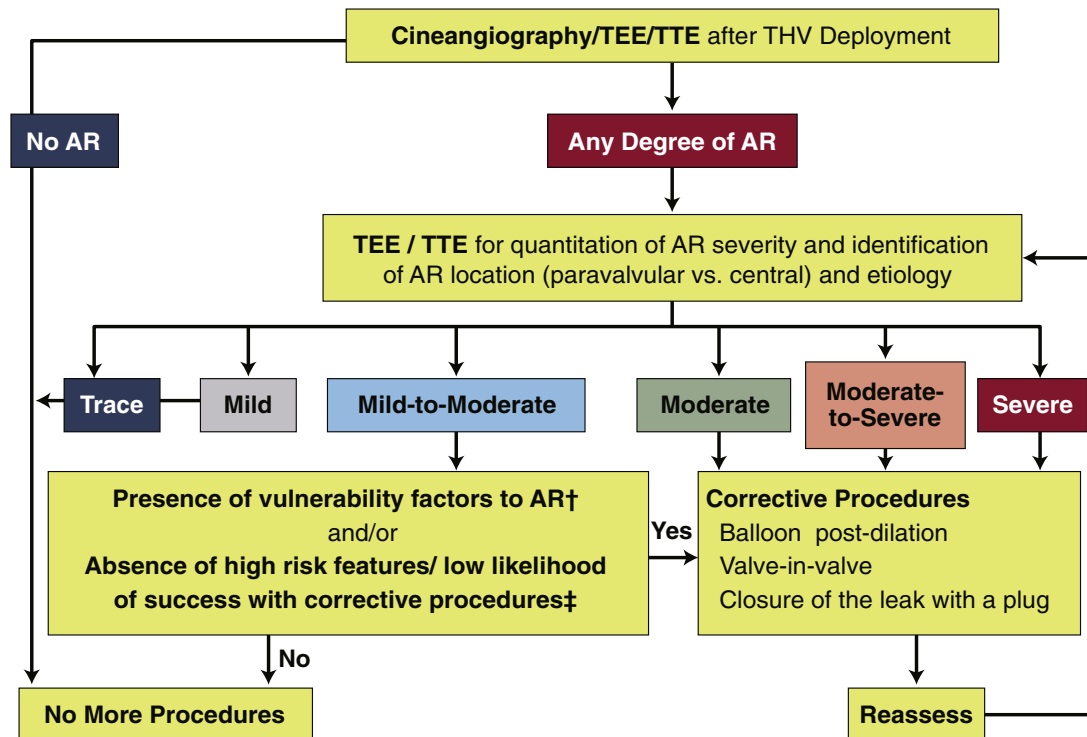 Cineangiography/TEE/TTE after THV Deployment
No AR
Any Degree of AR
TEE / TTE for quantitation of AR severity and identification
of AR location (paravalvular vs. central) and etiology
Trace
Mild
Mild-to-Moderate
Moderate
Moderate-
to-Severe
Severe
Presence of vulnerability factors to AR†
and/or
Absence of high risk features/ low likelihood
of success with corrective procedures‡
Yes
Corrective Procedures
Balloon post-dilation
Valve-in-valve
Closure of the leak with a plug
No
No More Procedures
Reassess